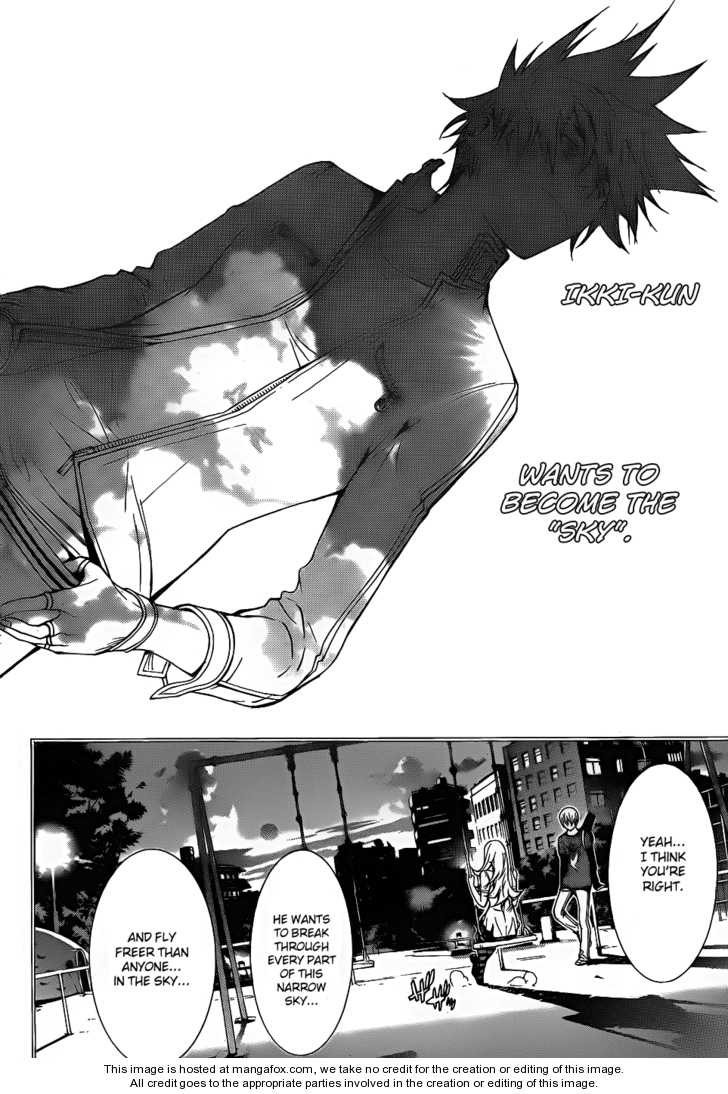 IKKI-KUN
WANTS TO
BECOME THE
"SKY".
YEAH...
I THINK
YOU'RE
RIGHT.
HE WANTS
TO BREAK
THROUGH
EVERY PART
OF THIS
NARROW
SKY...
AND FLY
FREER THAN
ANYONE...
IN THE SKY...
This image is hosted at mangafox.com, we take no credit for the creation or editing of this image.
All credit goes to the appropriate parties involved in the creation or editing of this image.